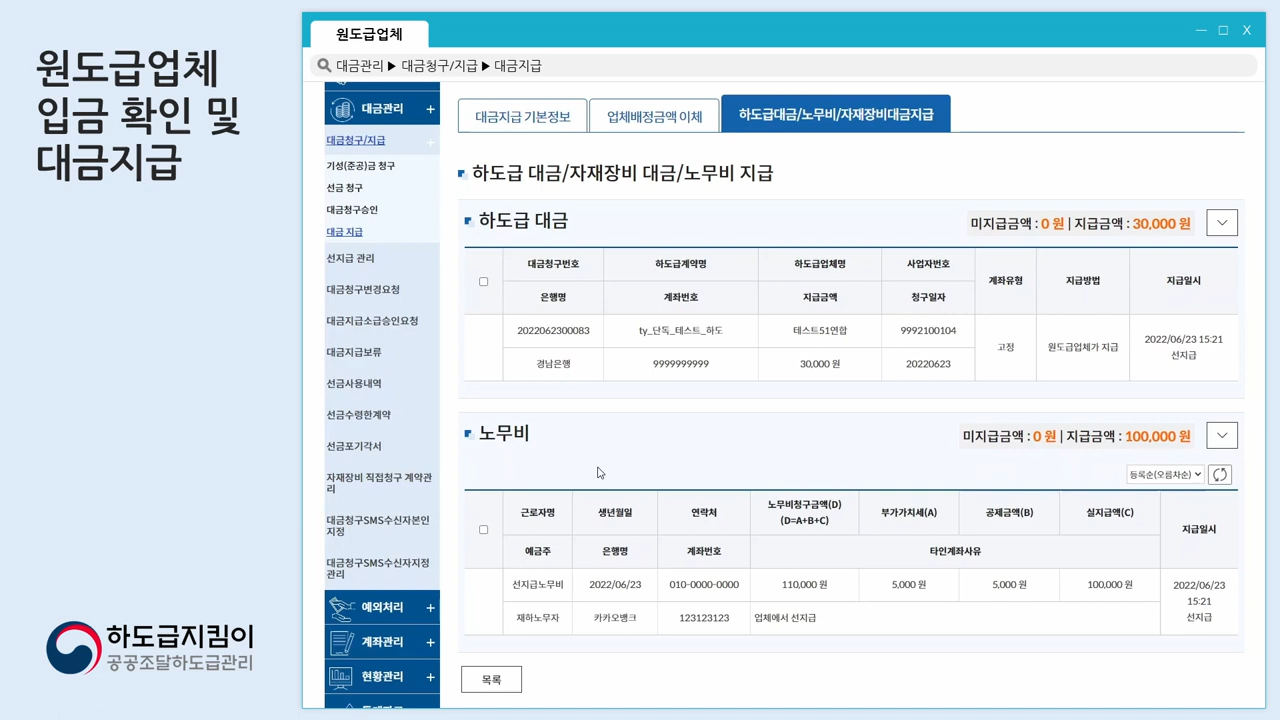 원도급업체
입금 확인 및
대금지급
하도급지킴이
공공조달하도급관리
원도급업체
대금관리 ▶ 대금청구/지급 ▶ 대금지급
대금관리 +
대금청구/지급 +
기성(준공)금 청구
선금 청구
대금청구승인
대금 지급
선지급 관리
대금청구변경요청
대금지급소급승인요청
대금지급보류
선금사용내역
선금수령한계약
선금포기각서
자재장비 직접청구 계약관
리
대금청구SMS수신자본인
지정
대금청구SMS수신자지정
관리
예외처리 +
계좌관리 +
현황관리 +
대금지급 기본정보 업체배정금액 이체 하도급대금/노무비/자재장비대금지급
하도급 대금/자재장비 대금/노무비 지급
하도급 대금 미지급금액 : 0 원 | 지급금액 : 30,000 원
대금청구번호 하도급계약명 하도급업체명 사업자번호 계좌유형 지급방법 지급일시
은행명 계좌번호 지급금액 청구일자
2022062300083 ty_단독_테스트_하도 테스트51연합 9992100104 고정 원도급업체가 지급 2022/06/23 15:21
선지급
경남은행 9999999999 30,000 원 20220623
노무비 미지급금액 : 0 원 | 지급금액 : 100,000 원
등록순(오름차순)
근로자명 생년월일 연락처 노무비청구금액(D)
(D=A+B+C) 부가가치세(A) 공제금액(B) 실지급액(C) 지급일시
예금주 은행명 계좌번호 타인계좌사유
선지급노무비 2022/06/23 010-0000-0000 110,000 원 5,000 원 5,000 원 100,000 원 2022/06/23
15:21
선지급
재하노무자 카카오뱅크 123123123 업체에서 선지급
목록